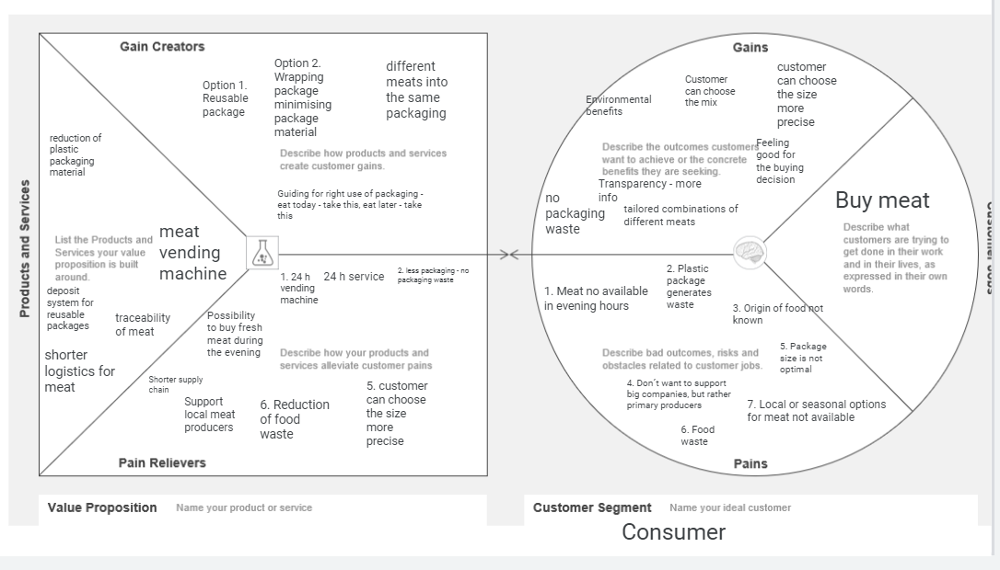 Gain Creators
Option 1.
Reusable
package
Option 2.
Wrapping
package
minimising
package
material
different
meats into
the same
packaging
Describe how products and services
create customer gains.
Guiding for right use of packaging -
eat today - take this, eat later - take
this
Products and Services
reduction of
plastic
packaging
material
List the Products and
Services your value
proposition is built
around.
meat
vending
machine
deposit
system for
reusable
packages
traceability
of meat
shorter
logistics for
meat
1. 24 h
vending
machine
24 h service
2. less packaging - no
packaging waste
Possibility
to buy fresh
meat during
the evening
Describe how your products and
services alleviate customer pains
Shorter supply
chain
Support
local meat
producers
6. Reduction
of food
waste
5. customer
can choose
the size
more
precise
Pain Relievers
Value Proposition
Name your product or service
Gains
Environmental
benefits
Customer
can choose
the mix
customer
can choose
the size
more
precise
Describe the outcomes customers
want to achieve or the concrete
benefits they are seeking.
Feeling
good for
the buying
decision
Transparency - more
info
no
packaging
waste
tailored combinations of
different meats
Buy meat
Describe what
customers are trying to
get done in their work
and in their lives, as
expressed in their own
words.
Customer Jobs
1. Meat no available
in evening hours
2. Plastic
package
generates
waste
3. Origin of food not
known
Describe bad outcomes, risks and
obstacles related to customer jobs.
5. Package
size is not
optimal
4. Don't want to support
big companies, but rather
primary producers
7. Local or seasonal options
for meat not available
6. Food
waste
Pains
Customer Segment
Name your ideal customer
Consumer